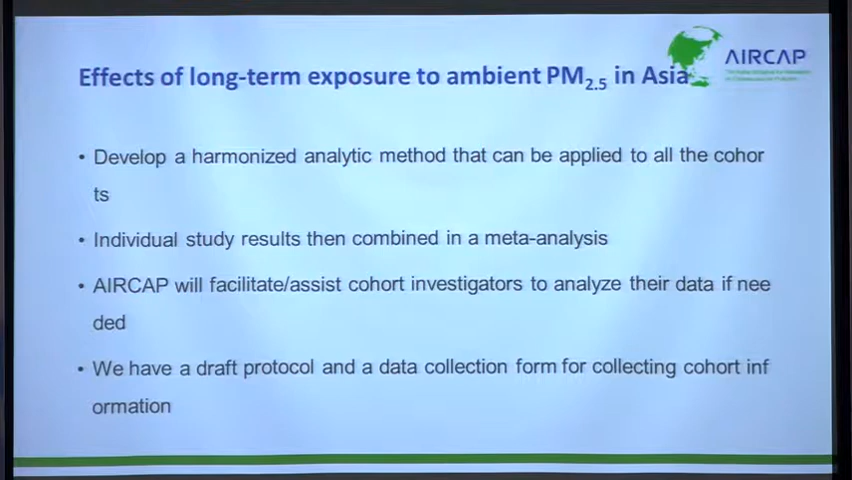 Effects of long-term exposure to ambient PM2.5 in Asia
AIRCAP
• Develop a harmonized analytic method that can be applied to all the cohor
ts
• Individual study results then combined in a meta-analysis
• AIRCAP will facilitate/assist cohort investigators to analyze their data if nee
ded
• We have a draft protocol and a data collection form for collecting cohort inf
ormation